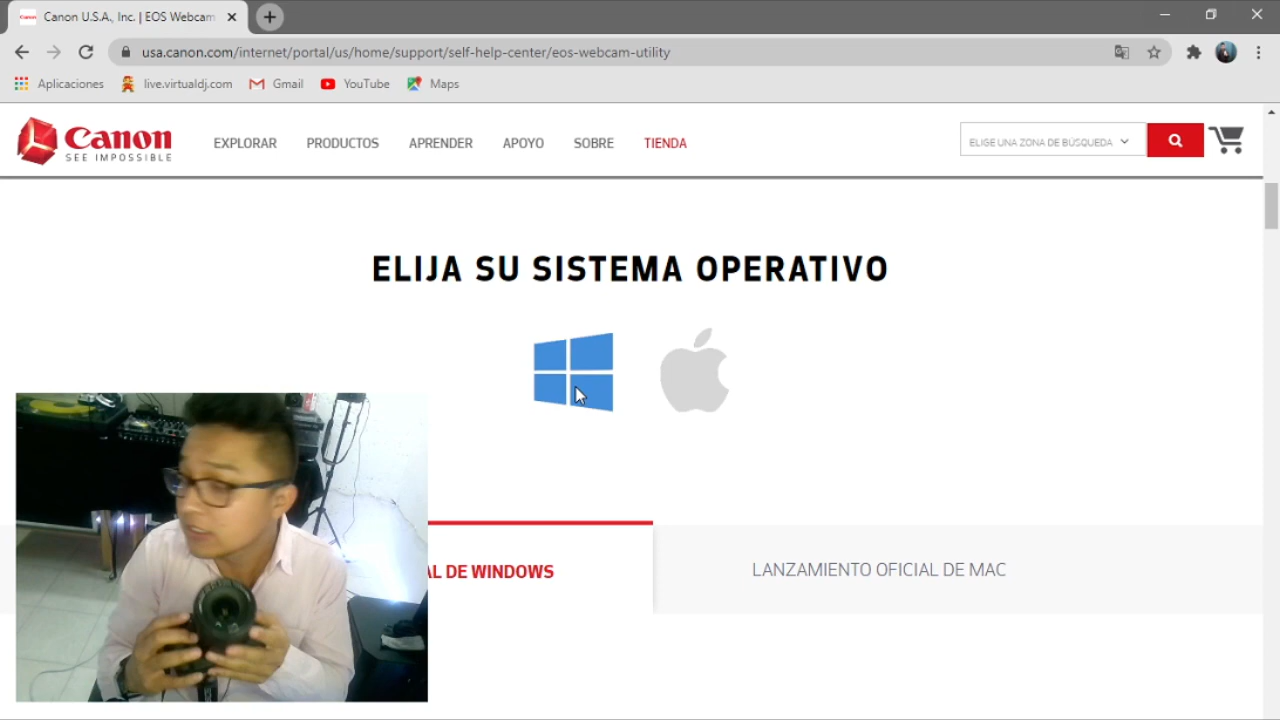 Canon U.S.A., Inc. | EOS Webcam
usa.canon.com/internet/portal/us/home/support/self-help-center/eos-webcam-utility
Aplicaciones live.virtualdj.com Gmail YouTube Maps
Canon
SEE IMPOSSIBLE
EXPLORAR PRODUCTOS APRENDER APOYO SOBRE TIENDA
ELIGE UNA ZONA DE BÚSQUEDA
ELIJA SU SISTEMA OPERATIVO
AL DE WINDOWS
LANZAMIENTO OFICIAL DE MAC